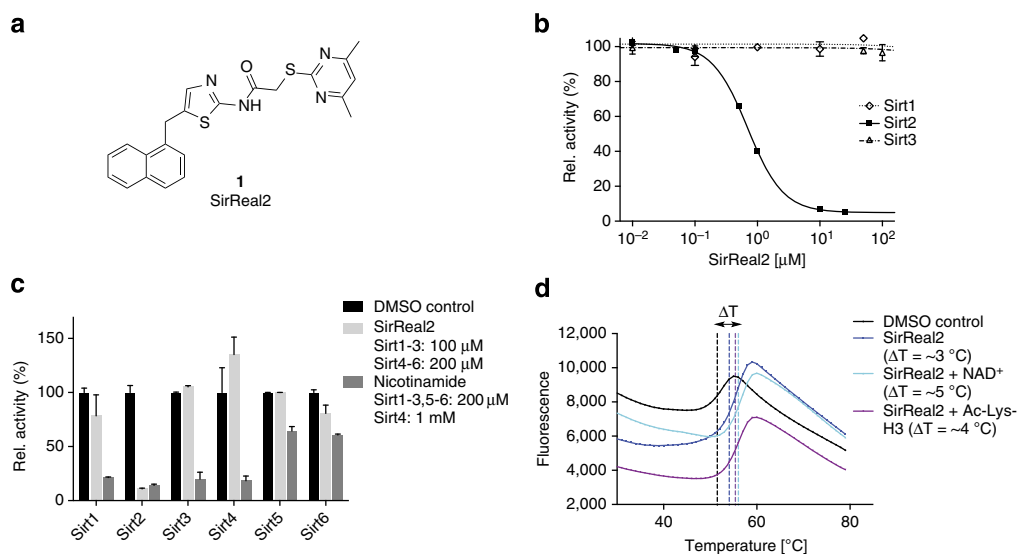 a
N
S
O
NH
S
N
N
1
SirReal2
b
Rel. activity (%)
100
80
60
40
20
0
10⁻² 10⁻¹ 10⁰ 10¹ 10²
SirReal2 [μM]
Sirt1
Sirt2
Sirt3
c
Rel. activity (%)
150
100
50
0
Sirt1 Sirt2 Sirt3 Sirt4 Sirt5 Sirt6
DMSO control
SirReal2
Sirt1-3: 100 μM
Sirt4-6: 200 μM
Nicotinamide
Sirt1-3,5-6: 200 μM
Sirt4: 1 mM
d
ΔT
Fluorescence
12,000
10,000
8,000
6,000
4,000
2,000
40 60 80
Temperature [°C]
DMSO control
SirReal2
(ΔT = ~3 °C)
SirReal2 + NAD⁺
(ΔT = ~5 °C)
SirReal2 + Ac-Lys-
H3 (ΔT = ~4 °C)